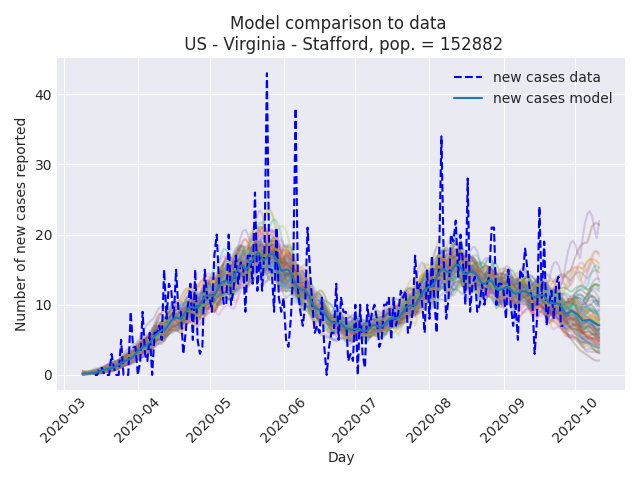 Model comparison to data
US - Virginia - Stafford, pop. = 152882
new cases data
new cases model
Number of new cases reported
40
30
20
10
0
2020-03
2020-04
2020-05
2020-06
2020-07
2020-08
2020-09
2020-10
Day